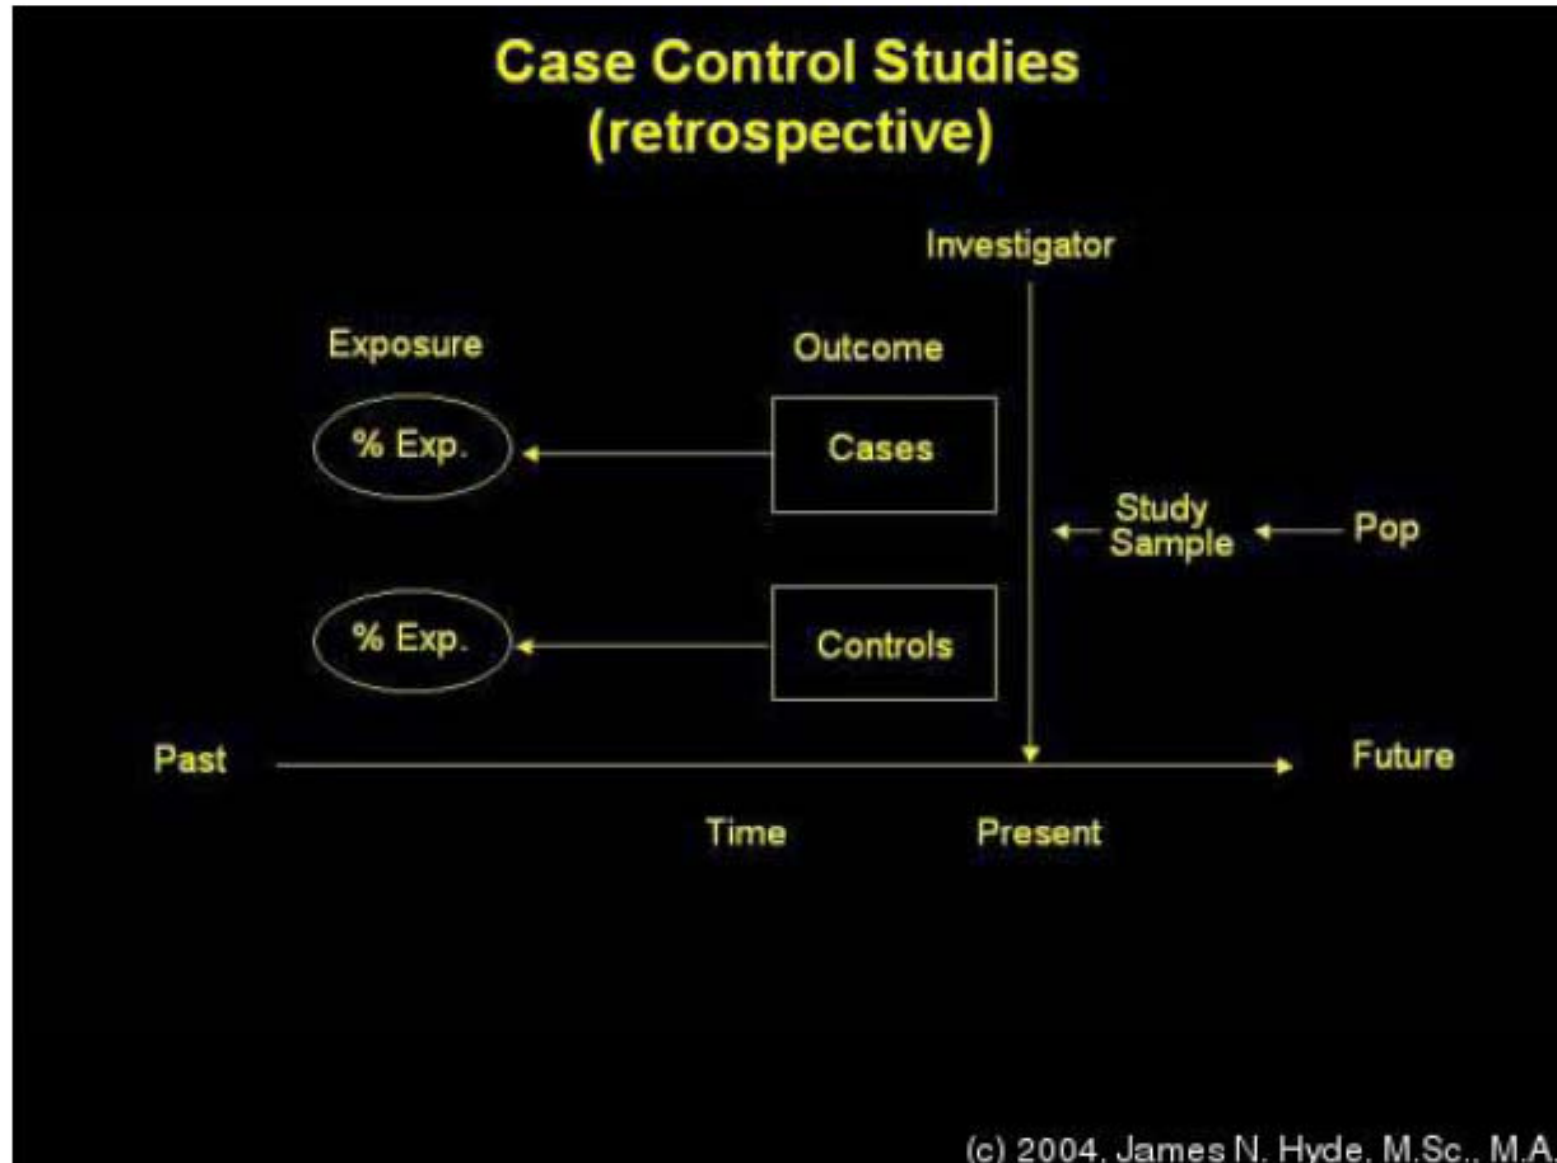 Case Control Studies
(retrospective)
Investigator
Exposure
Outcome
% Exp.
Cases
Study
Sample
Pop
% Exp.
Controls
Past
Future
Time
Present
(c) 2004, James N. Hyde, M.Sc., M.A.